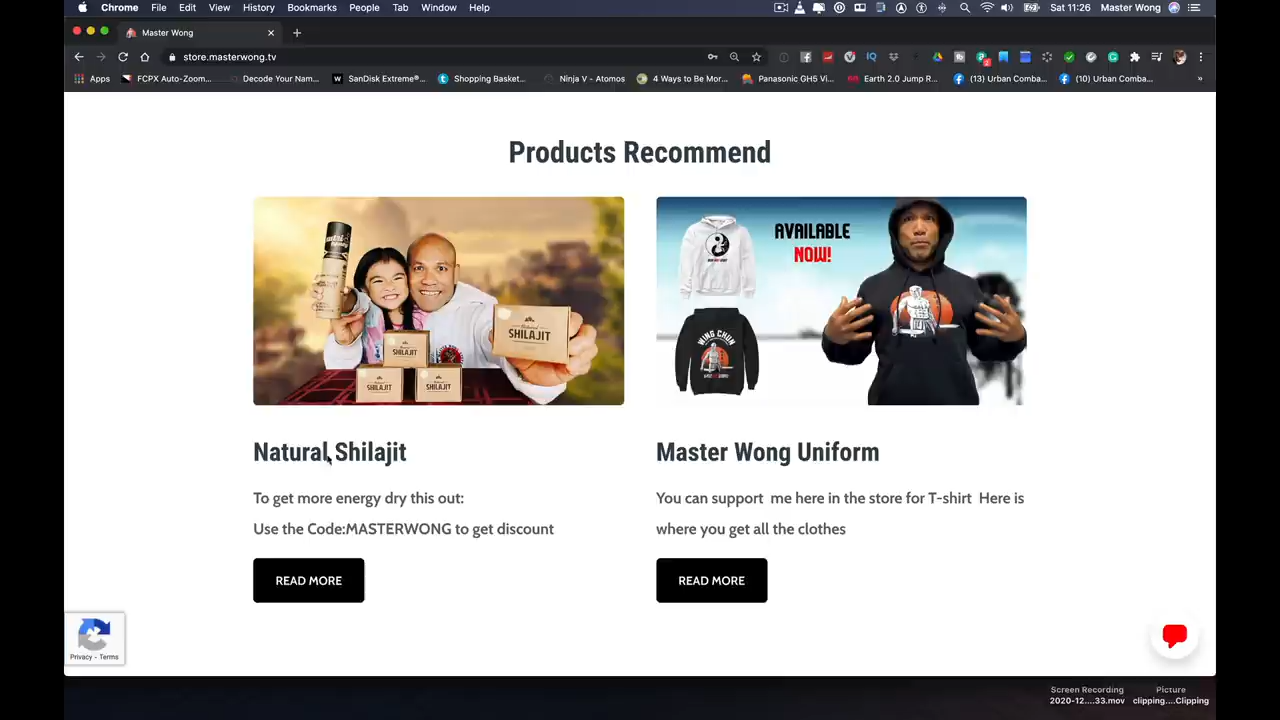 Chrome File Edit View History Bookmarks People Tab Window Help Sat 11:26 Master Wong
Master Wong
store.masterwong.tv
Apps FCPX Auto-Zoom... Decode Your Nam... SanDisk Extreme®... Shopping Basket... Ninja V - Atomos 4 Ways to Be Mor... Panasonic GH5 Vi... Earth 2.0 Jump R... (13) Urban Comba... (10) Urban Comba... »
Products Recommend
AVAILABLE
NOW!
SHILAJIT
SHILAJIT
SHILAJIT
SHILAJIT
WING CHUN
Natural Shilajit
Master Wong Uniform
To get more energy dry this out:
Use the Code:MASTERWONG to get discount
You can support me here in the store for T-shirt Here is
where you get all the clothes
READ MORE
READ MORE
Privacy - Terms
Screen Recording
2020-12....33.mov
Picture
clipping....Clipping